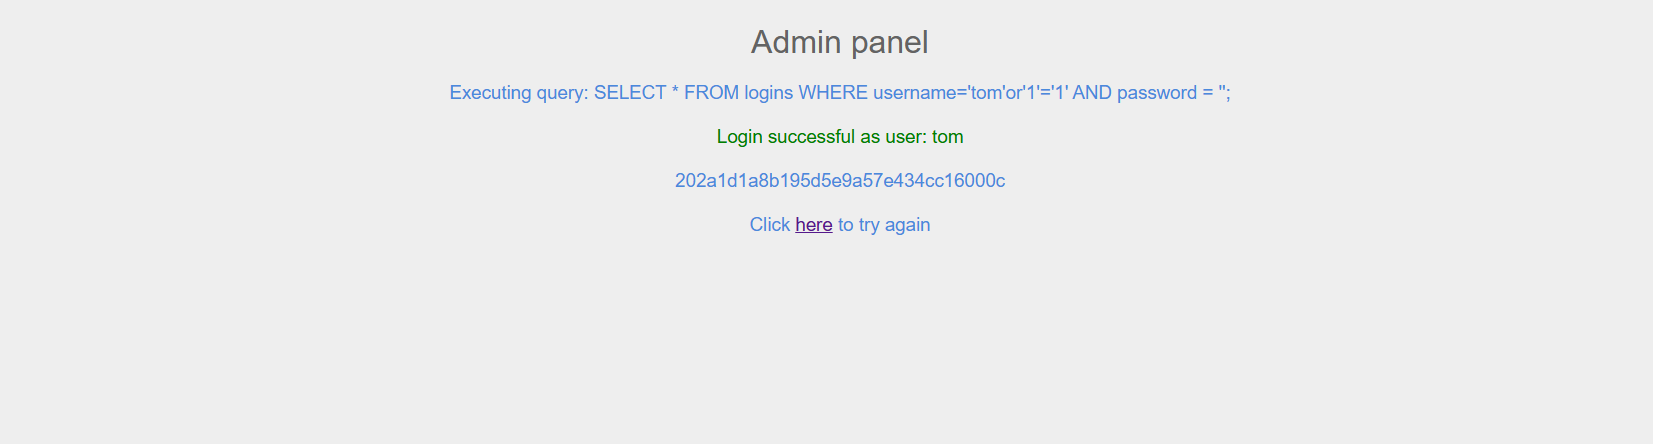 Admin panel
Executing query: SELECT * FROM logins WHERE username='tom'or'1'='1' AND password = '';
Login successful as user: tom
202a1d1a8b195d5e9a57e434cc16000c
Click here to try again